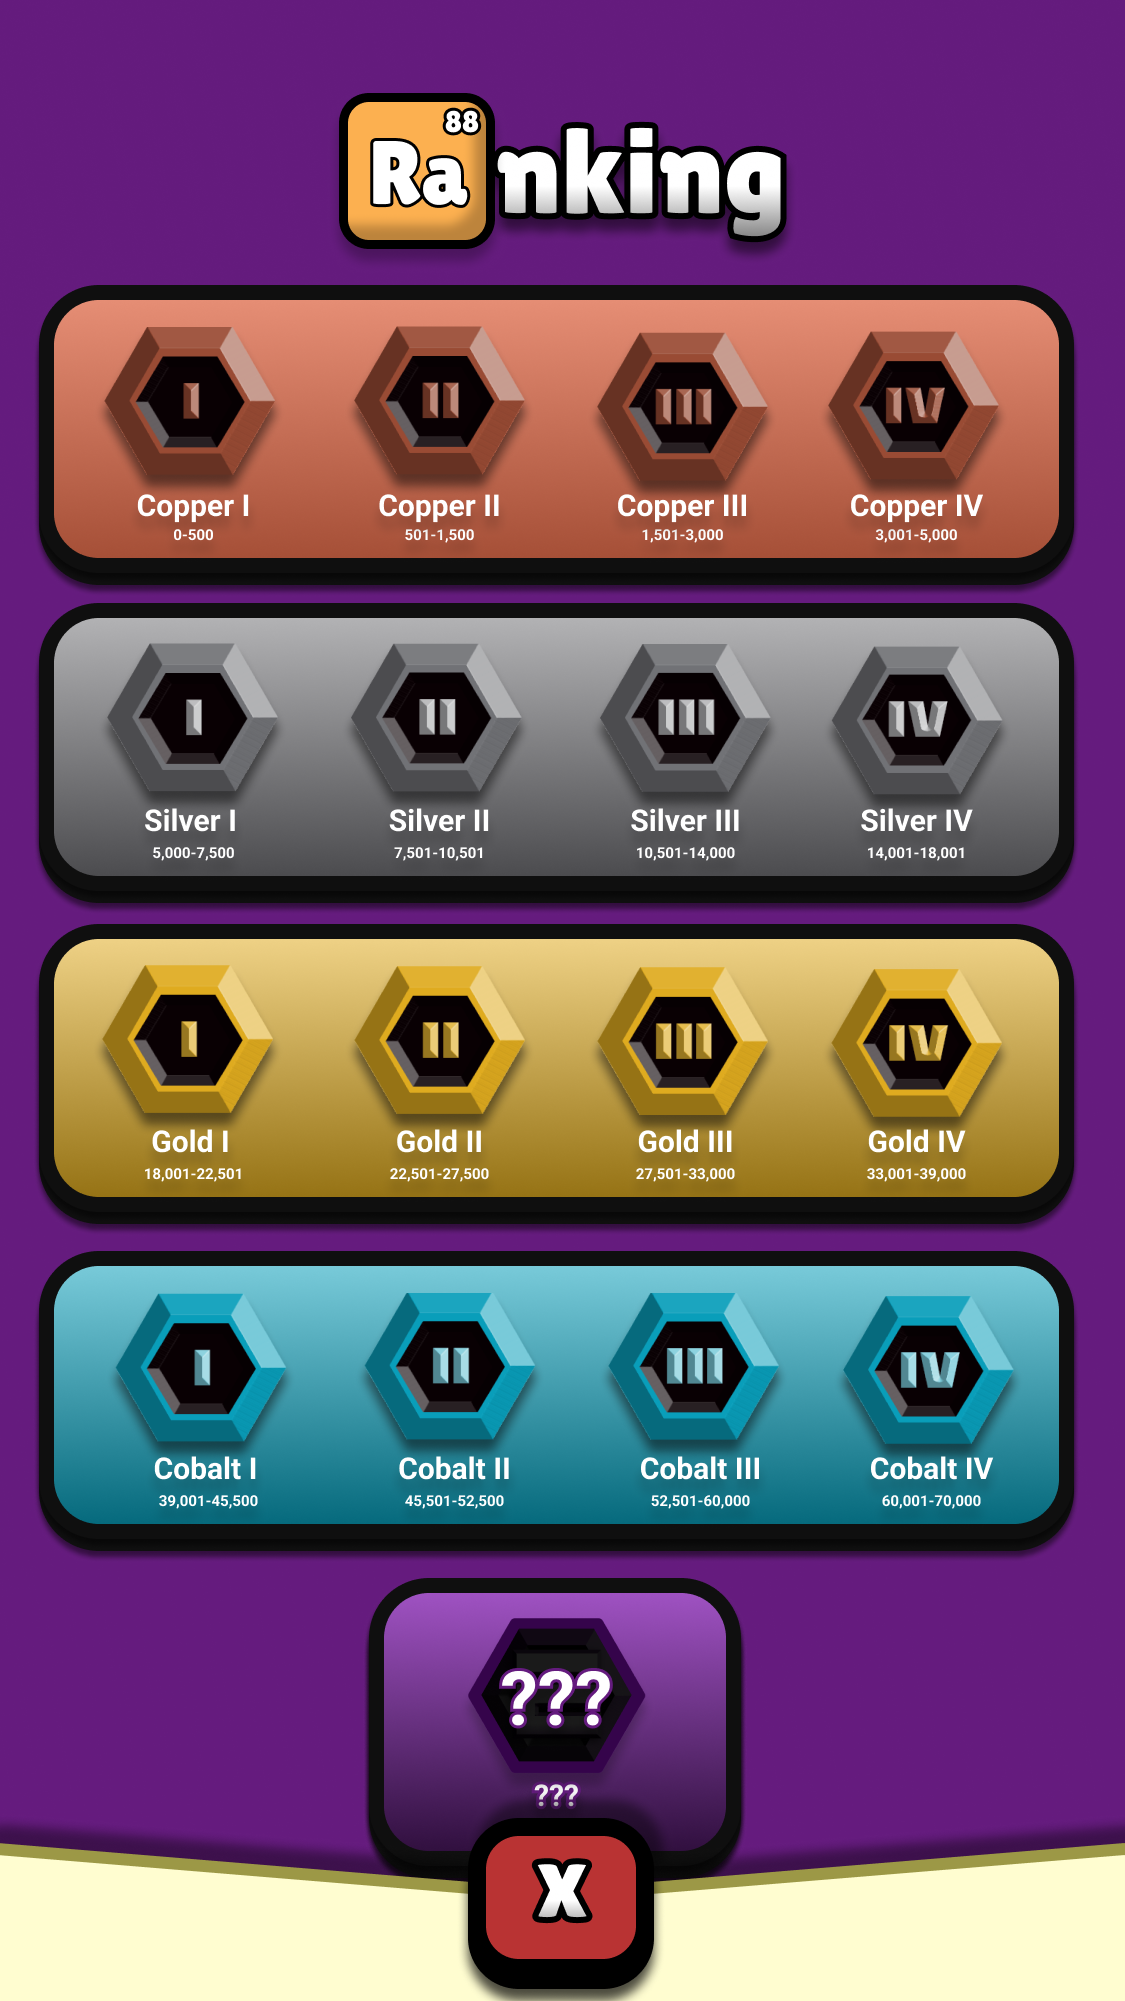 88
Ranking
I II III IV
Copper I Copper II Copper III Copper IV
0-500 501-1,500 1,501-3,000 3,001-5,000
I II III IV
Silver I Silver II Silver III Silver IV
5,000-7,500 7,501-10,501 10,501-14,000 14,001-18,001
I II III IV
Gold I Gold II Gold III Gold IV
18,001-22,501 22,501-27,500 27,501-33,000 33,001-39,000
I II III IV
Cobalt I Cobalt II Cobalt III Cobalt IV
39,001-45,500 45,501-52,500 52,501-60,000 60,001-70,000
???
???
X